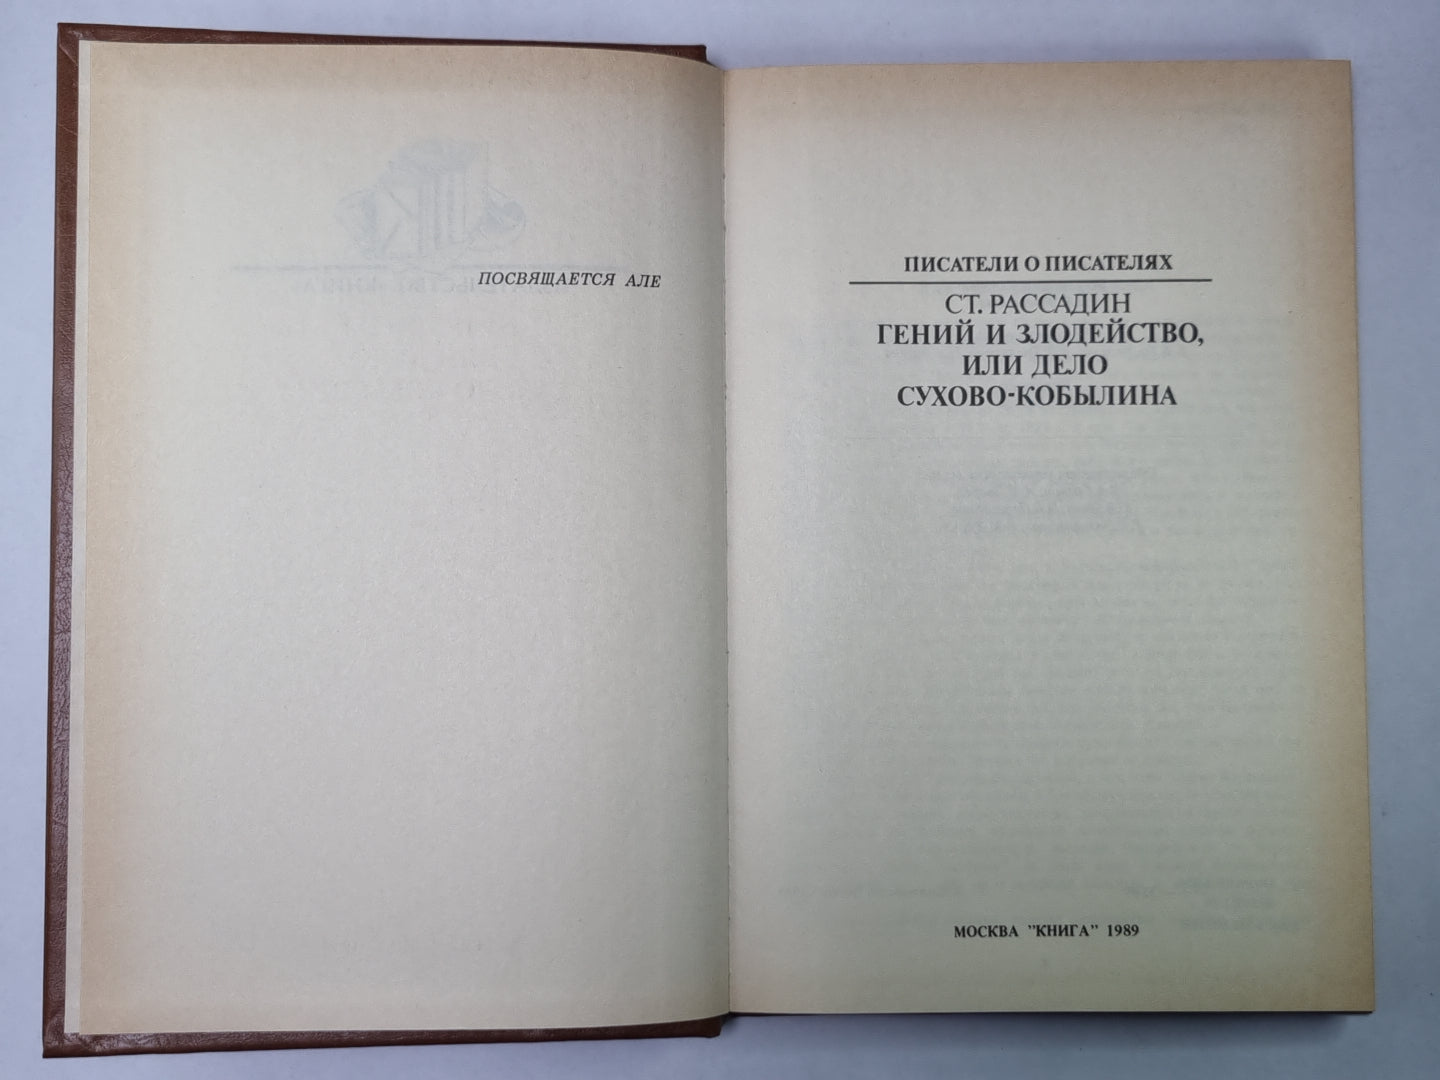 ПОСВЯЩАЕТСЯ АЛЕ
ПИСАТЕЛИ О ПИСАТЕЛЯХ
СТ. РАССАДИН
ГЕНИЙ И ЗЛОДЕЙСТВО,
ИЛИ ДЕЛО
СУХОВО-КОБЫЛИНА
МОСКВА "КНИГА" 1989